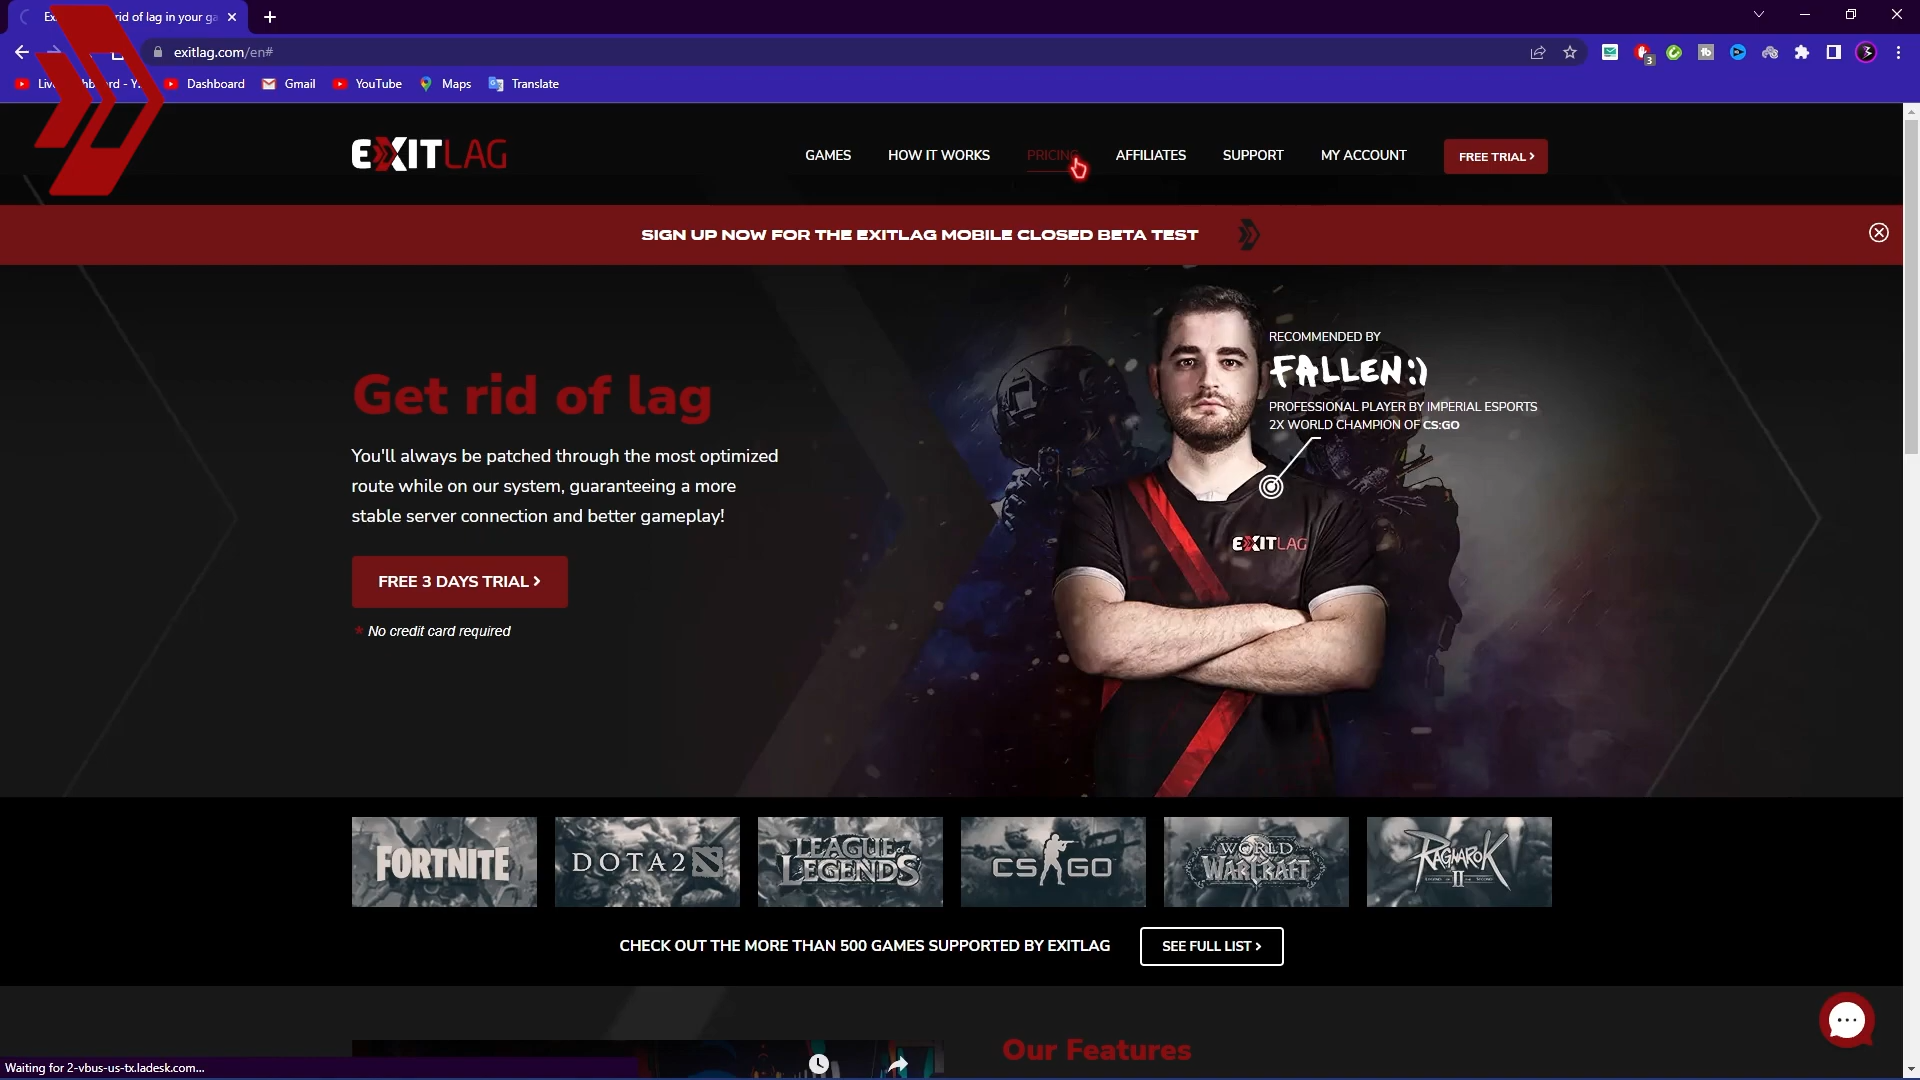 rid of lag in your ga
exitlag.com/en#
3
Dashboard
Gmail
YouTube
Maps
Translate
EXITLAG
GAMES
HOW IT WORKS
PRICING
AFFILIATES
SUPPORT
MY ACCOUNT
FREE TRIAL >
SIGN UP NOW FOR THE EXITLAG MOBILE CLOSED BETA TEST
RECOMMENDED BY
FALLEN:)
PROFESSIONAL PLAYER BY IMPERIAL ESPORTS
2X WORLD CHAMPION OF CS:GO
Get rid of lag
You'll always be patched through the most optimized
route while on our system, guaranteeing a more
stable server connection and better gameplay!
EXITLAG
FREE 3 DAYS TRIAL >
* No credit card required
FORTNITE
DOTA 2
LEAGUE of LEGENDS
CS GO
WORLD WARCRAFT
RAGNAROK II
CHECK OUT THE MORE THAN 500 GAMES SUPPORTED BY EXITLAG
SEE FULL LIST >
Our Features
Waiting for 2-vbus-us-tx.ladesk.com...